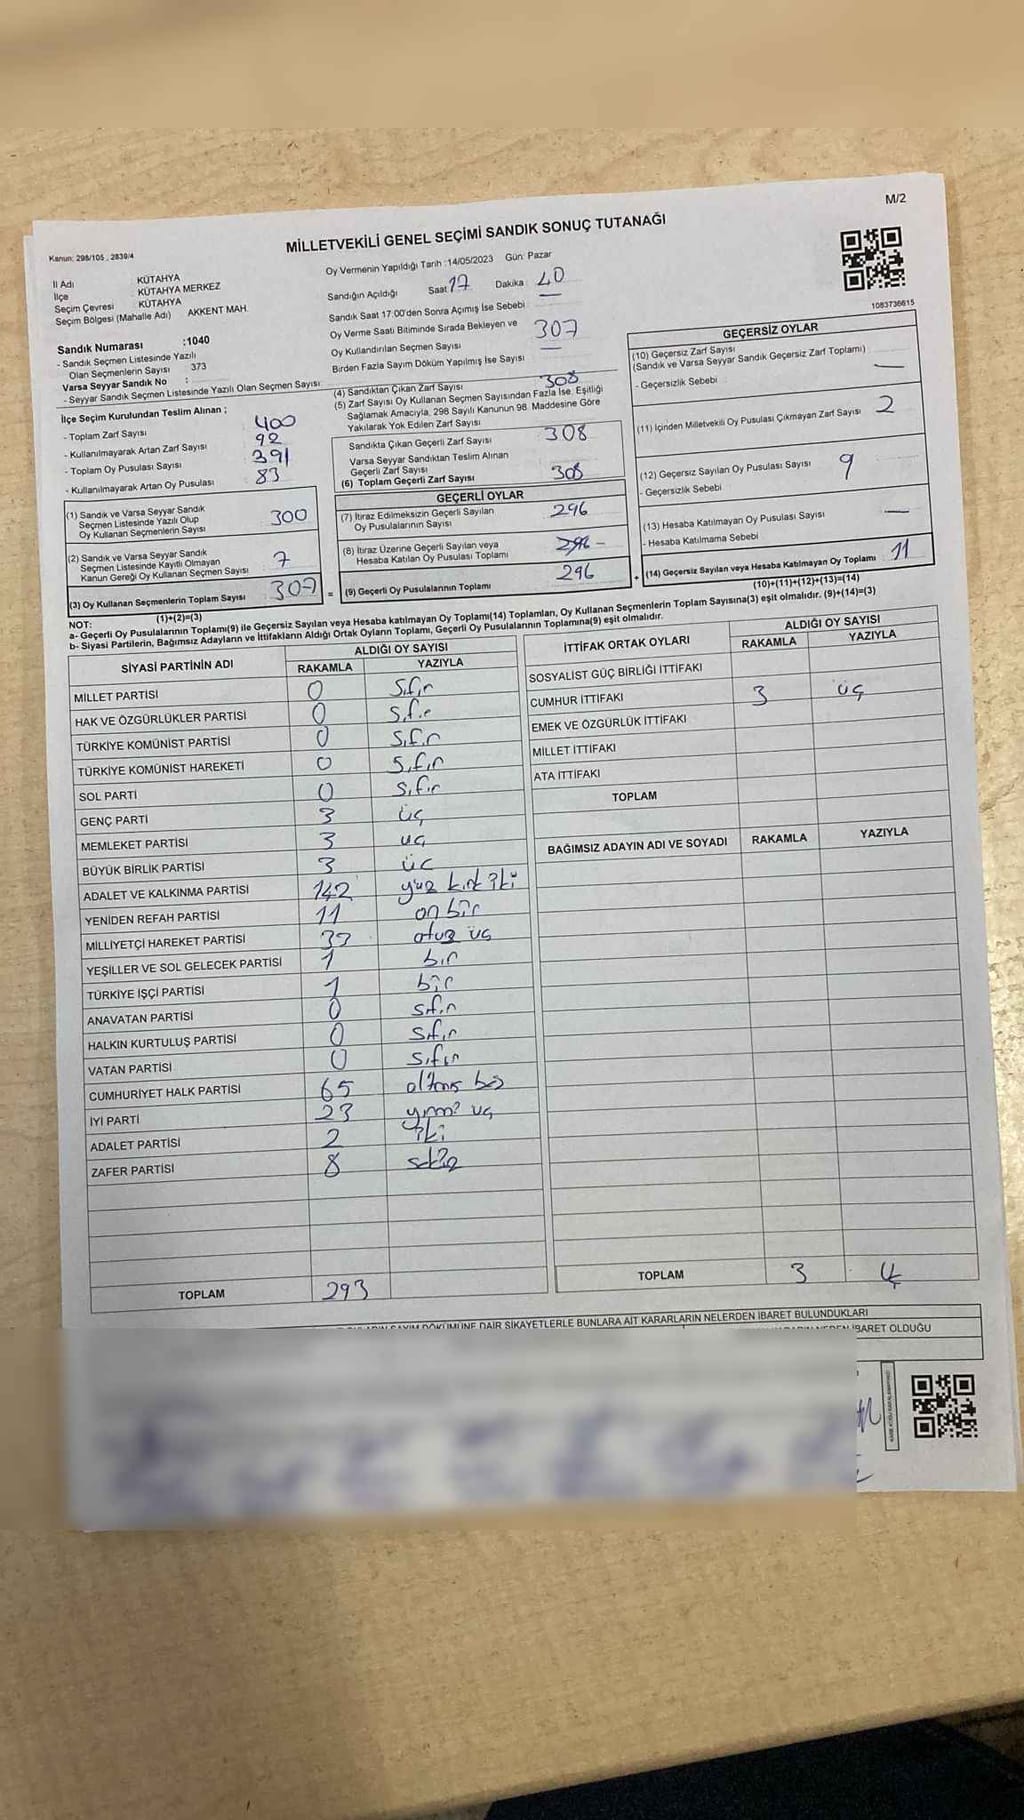 M/2
MİLLETVEKİLİ GENEL SEÇİMİ SANDIK SONUÇ TUTANAĞI
Kanun: 298/105 , 2839/4
İl Adı KÜTAHYA
İlçe KÜTAHYA MERKEZ
Seçim Çevresi KÜTAHYA
Seçim Bölgesi (Mahalle Adı) AKKENT MAH.
Sandık Numarası :1040
- Sandık Seçmen Listesinde Yazılı
Olan Seçmenlerin Sayısı 373
Varsa Seyyar Sandık No :
- Seyyar Sandık Seçmen Listesinde Yazılı Olan Seçmen Sayısı
Oy Vermenin Yapıldığı Tarih :14/05/2023 Gün: Pazar
Sandığın Açıldığı Saat 17 Dakika 40
Sandık Saat 17:00'den Sonra Açılmış İse Sebebi —
Oy Verme Saati Bitiminde Sırada Bekleyen ve
Oy Kullandırılan Seçmen Sayısı 307
Birden Fazla Sayım Döküm Yapılmış İse Sayısı —
1083736615
İlçe Seçim Kurulundan Teslim Alınan ;
- Toplam Zarf Sayısı 400
- Kullanılmayarak Artan Zarf Sayısı 92
- Toplam Oy Pusulası Sayısı 391
- Kullanılmayarak Artan Oy Pusulası 83
(1) Sandık ve Varsa Seyyar Sandık
Seçmen Listesinde Yazılı Olup
Oy Kullanan Seçmenlerin Sayısı 300
(2) Sandık ve Varsa Seyyar Sandık
Seçmen Listesinde Kayıtlı Olmayan
Kanun Gereği Oy Kullanan Seçmen Sayısı 7
(3) Oy Kullanan Seçmenlerin Toplam Sayısı 307
(1)+(2)=(3)
(4) Sandıktan Çıkan Zarf Sayısı 308
(5) Zarf Sayısı Oy Kullanan Seçmen Sayısından Fazla İse, Eşitliği
Sağlamak Amacıyla, 298 Sayılı Kanunun 98. Maddesine Göre
Yakılarak Yok Edilen Zarf Sayısı
Sandıkta Çıkan Geçerli Zarf Sayısı 308
Varsa Seyyar Sandıktan Teslim Alınan
Geçerli Zarf Sayısı
(6) Toplam Geçerli Zarf Sayısı 308
GEÇERLİ OYLAR
(7) İtiraz Edilmeksizin Geçerli Sayılan
Oy Pusulalarının Sayısı 296
(8) İtiraz Üzerine Geçerli Sayılan veya
Hesaba Katılan Oy Pusulası Toplamı 296 -
= (9) Geçerli Oy Pusulalarının Toplamı 296
GEÇERSİZ OYLAR
(10) Geçersiz Zarf Sayısı
(Sandık ve Varsa Seyyar Sandık Geçersiz Zarf Toplamı) —
- Geçersizlik Sebebi
(11) İçinden Milletvekili Oy Pusulası Çıkmayan Zarf Sayısı 2
(12) Geçersiz Sayılan Oy Pusulası Sayısı 9
- Geçersizlik Sebebi
(13) Hesaba Katılmayan Oy Pusulası Sayısı —
- Hesaba Katılmama Sebebi
+ (14) Geçersiz Sayılan veya Hesaba Katılmayan Oy Toplamı 11
(10)+(11)+(12)+(13)=(14)
NOT:
a- Geçerli Oy Pusulalarının Toplamı(9) ile Geçersiz Sayılan veya Hesaba katılmayan Oy Toplamı(14) Toplamları, Oy Kullanan Seçmenlerin Toplam Sayısına(3) eşit olmalıdır. (9)+(14)=(3)
b- Siyasi Partilerin, Bağımsız Adayların ve İttifakların Aldığı Ortak Oyların Toplamı, Geçerli Oy Pusulalarının Toplamına(9) eşit olmalıdır.
SİYASİ PARTİNİN ADI ALDIĞI OY SAYISI
RAKAMLA YAZIYLA
MİLLET PARTİSİ 0 Sıfır
HAK VE ÖZGÜRLÜKLER PARTİSİ 0 Sıfır
TÜRKİYE KOMÜNİST PARTİSİ 0 Sıfır
TÜRKİYE KOMÜNİST HAREKETİ 0 Sıfır
SOL PARTİ 0 Sıfır
GENÇ PARTİ 3 üç
MEMLEKET PARTİSİ 3 üç
BÜYÜK BİRLİK PARTİSİ 3 üç
ADALET VE KALKINMA PARTİSİ 142 yüz kırk iki
YENİDEN REFAH PARTİSİ 11 on bir
MİLLİYETÇİ HAREKET PARTİSİ 33 otuz üç
YEŞİLLER VE SOL GELECEK PARTİSİ 1 bir
TÜRKİYE İŞÇİ PARTİSİ 1 bir
ANAVATAN PARTİSİ 0 sıfır
HALKIN KURTULUŞ PARTİSİ 0 Sıfır
VATAN PARTİSİ 0 Sıfır
CUMHURİYET HALK PARTİSİ 65 altmış beş
İYİ PARTİ 23 yirmi üç
ADALET PARTİSİ 2 iki
ZAFER PARTİSİ 8 sekiz
TOPLAM 293
İTTİFAK ORTAK OYLARI ALDIĞI OY SAYISI
RAKAMLA YAZIYLA
SOSYALİST GÜÇ BİRLİĞİ İTTİFAKI
CUMHUR İTTİFAKI 3 üç
EMEK VE ÖZGÜRLÜK İTTİFAKI
MİLLET İTTİFAKI
ATA İTTİFAKI
TOPLAM
BAĞIMSIZ ADAYIN ADI VE SOYADI RAKAMLA YAZIYLA
TOPLAM 3
SAYIM DÖKÜMÜNE DAİR ŞİKAYETLERLE BUNLARA AİT KARARLARIN NELERDEN İBARET BULUNDUKLARI
NEDEN İBARET OLDUĞU